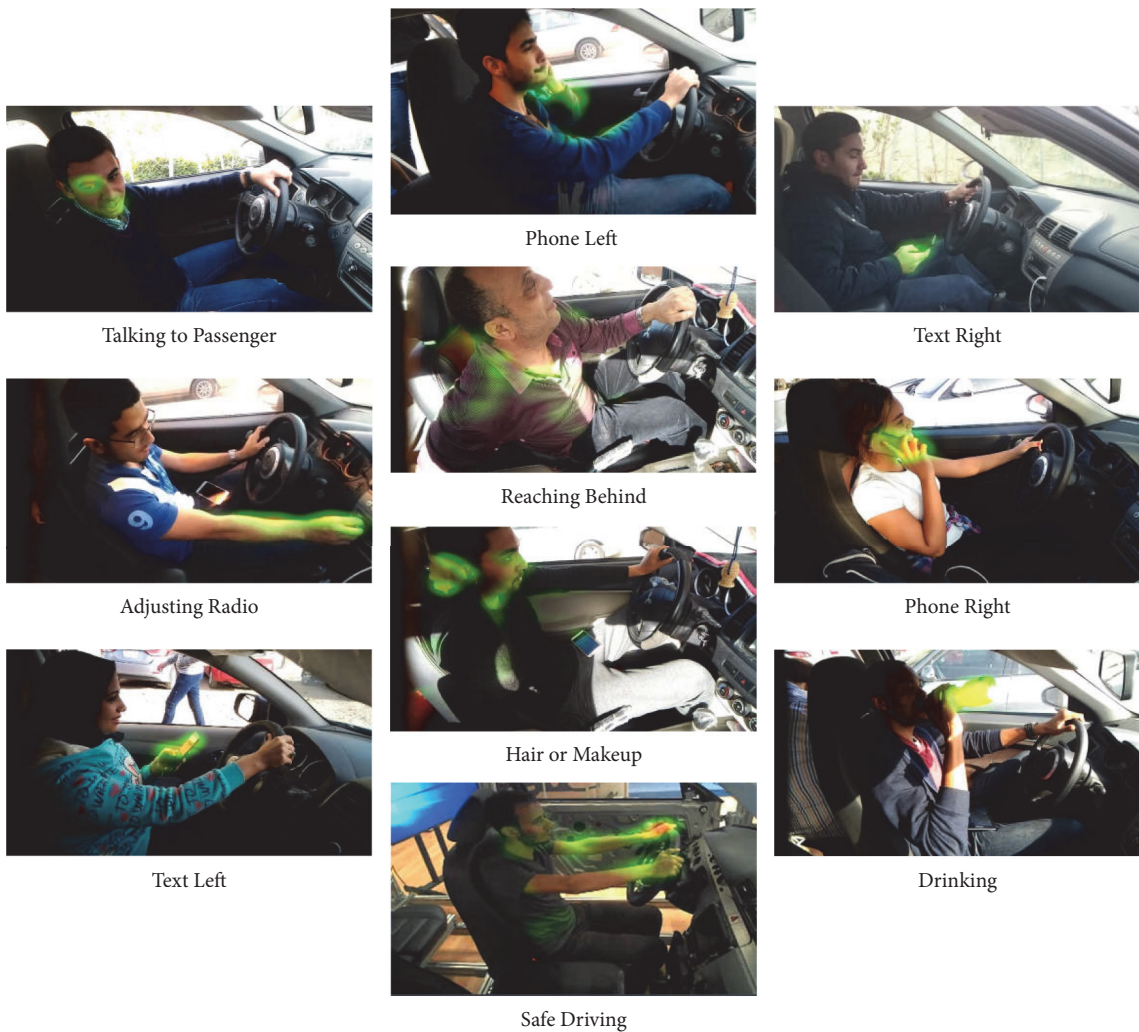 Phone Left
Talking to Passenger
Text Right
Reaching Behind
9
Adjusting Radio
Phone Right
Hair or Makeup
Text Left
Drinking
Safe Driving